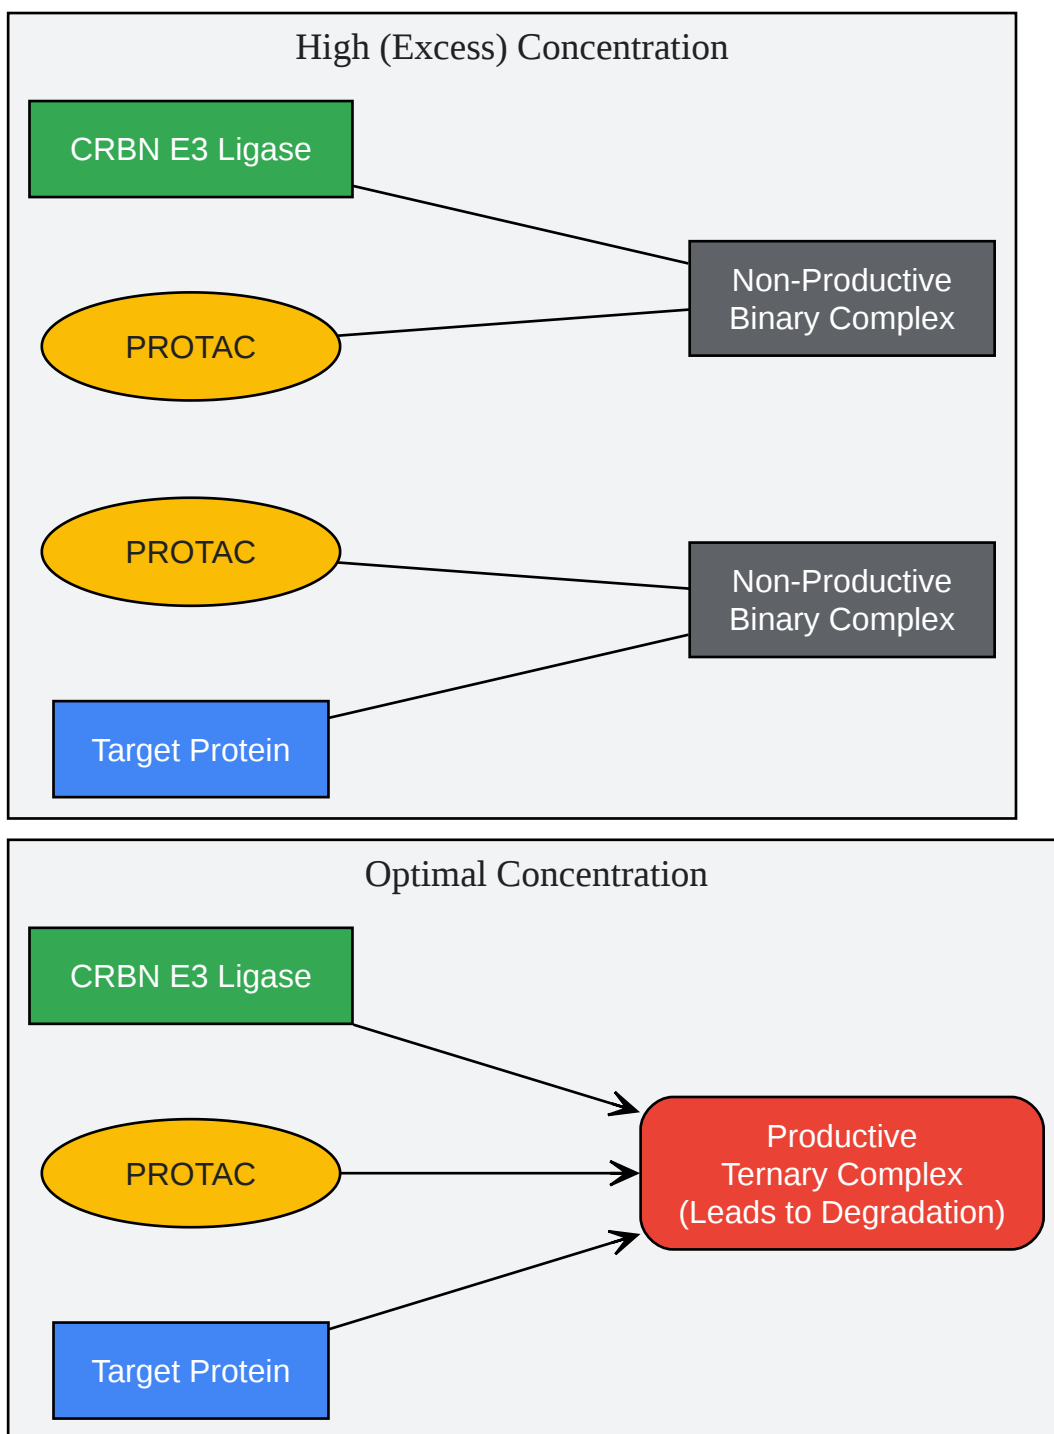 High (Excess) Concentration
CRBN E3 Ligase
Non-Productive
Binary Complex
PROTAC
PROTAC
Non-Productive
Binary Complex
Target Protein
Optimal Concentration
CRBN E3 Ligase
PROTAC
Productive
Ternary Complex
(Leads to Degradation)
Target Protein